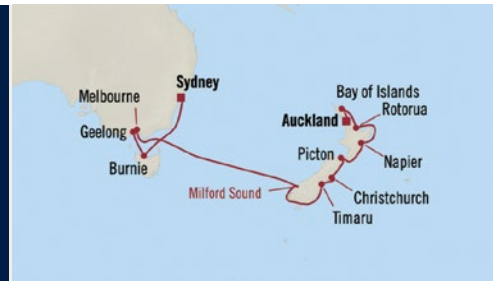 Sydney
Melbourne
Geelong
Burnie
Bay of Islands
Auckland
Rotorua
Picton
Napier
Milford Sound
Christchurch
Timaru